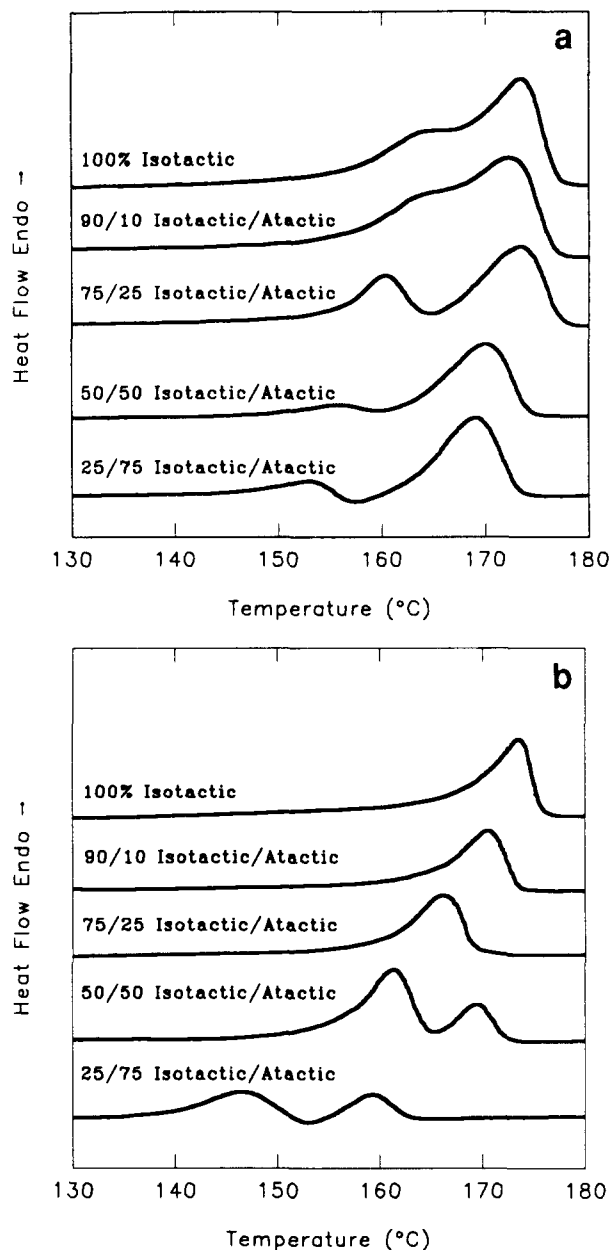 a
100% Isotactic
90/10 Isotactic/Atactic
75/25 Isotactic/Atactic
50/50 Isotactic/Atactic
25/75 Isotactic/Atactic
Heat Flow Endo →
130 140 150 160 170 180
Temperature (°C)
b
100% Isotactic
90/10 Isotactic/Atactic
75/25 Isotactic/Atactic
50/50 Isotactic/Atactic
25/75 Isotactic/Atactic
Heat Flow Endo →
130 140 150 160 170 180
Temperature (°C)